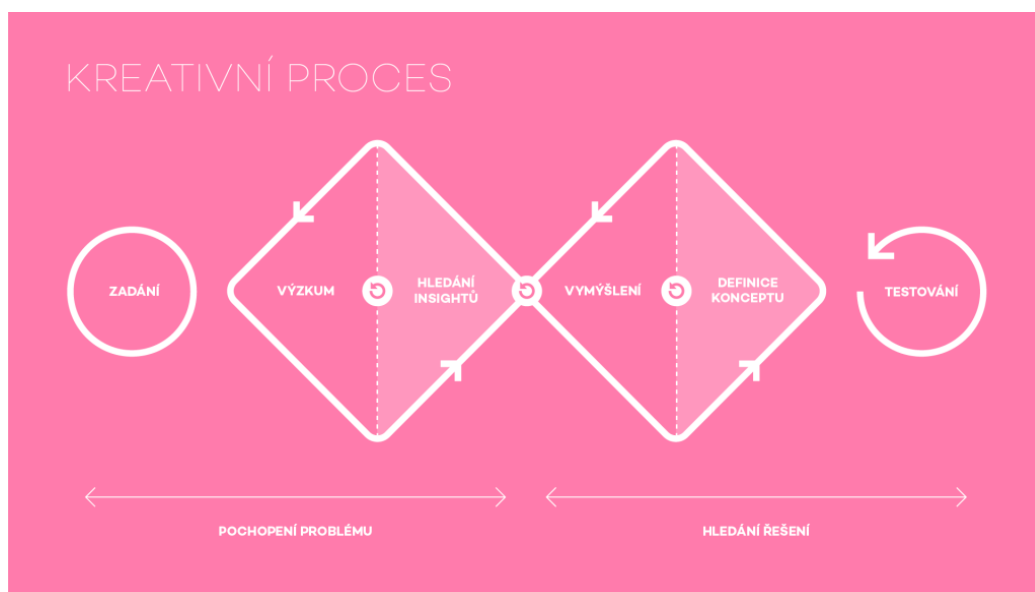 KREATIVNÍ PROCES
ZADÁNÍ
VÝZKUM
HLEDÁNÍ
INSIGHTŮ
VYMÝŠLENÍ
DEFINICE
KONCEPTU
TESTOVÁNÍ
POCHOPENÍ PROBLÉMU
HLEDÁNÍ ŘEŠENÍ